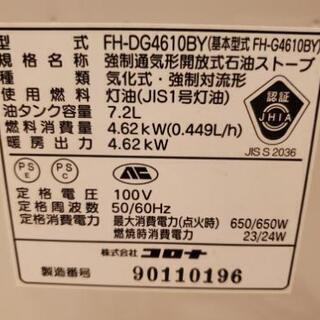 型 式 FH-DG4610BY(基本型式 FH-G4610BY)
規 格 名 称 強制通気形開放式石油ストーブ
型式の種類 気化式・強制対流形
使 用 燃 料 灯油(JIS1号灯油)
油タンク容量 7.2L
燃 料 消 費 量 4.62kW(0.449L/h)
暖 房 出 力 4.62kW
認証
JHIA
JIS S 2036
PS
E
PS
C
定 格 電 圧 100V
定 格 周 波 数 50/60Hz
定格消費電力 最大消費電力(点火時) 650/650W
燃焼時消費電力 23/24W
株式会社 コロナ
製造番号 90110196